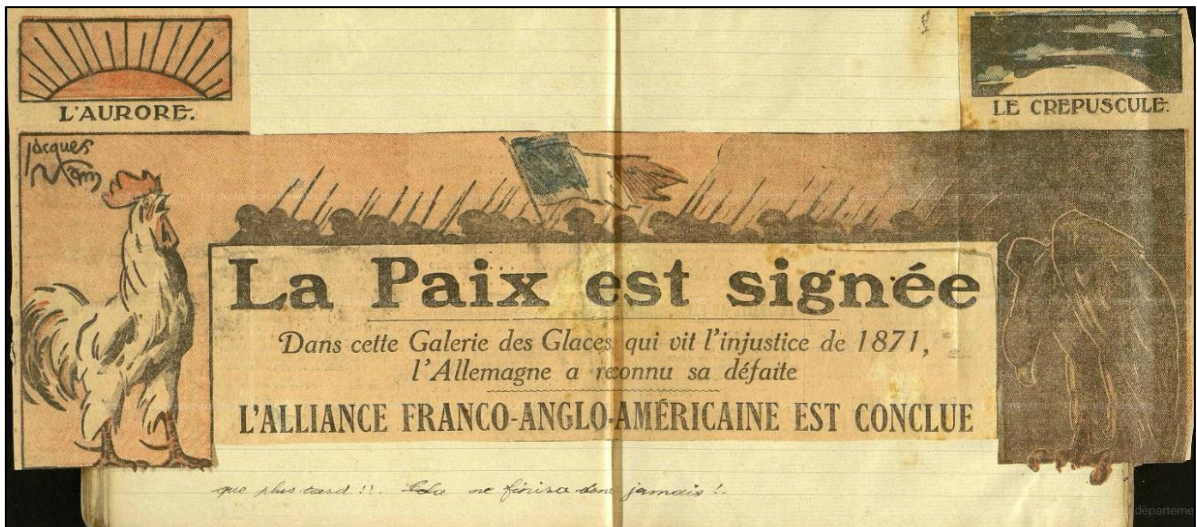 L'AURORE.
LE CREPUSCULE.
Jacques
La Paix est signée
Dans cette Galerie des Glaces qui vit l'injustice de 1871,
l'Allemagne a reconnu sa défaite
L'ALLIANCE FRANCO-ANGLO-AMÉRICAINE EST CONCLUE
que plus tard !!. Cela ne finira donc jamais !.
départeme